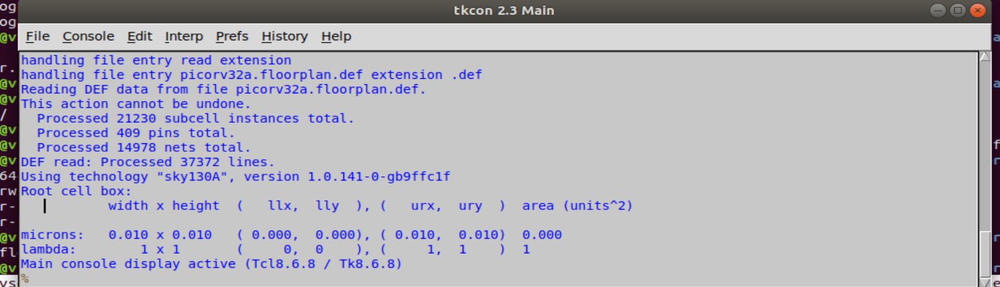 tkcon 2.3 Main
File Console Edit Interp Prefs History Help
handling file entry read extension
handling file entry picorv32a.floorplan.def extension .def
Reading DEF data from file picorv32a.floorplan.def.
This action cannot be undone.
  Processed 21230 subcell instances total.
  Processed 409 pins total.
  Processed 14978 nets total.
DEF read: Processed 37372 lines.
Using technology "sky130A", version 1.0.141-0-gb9ffc1f
Root cell box:
           width x height  (   llx,  lly  ), (   urx,  ury  )  area (units^2)
microns:   0.010 x 0.010   ( 0.000,  0.000), ( 0.010,  0.010)  0.000
lambda:        1 x 1       (     0,  0    ), (     1,  1    )  1
Main console display active (Tcl8.6.8 / Tk8.6.8)
%